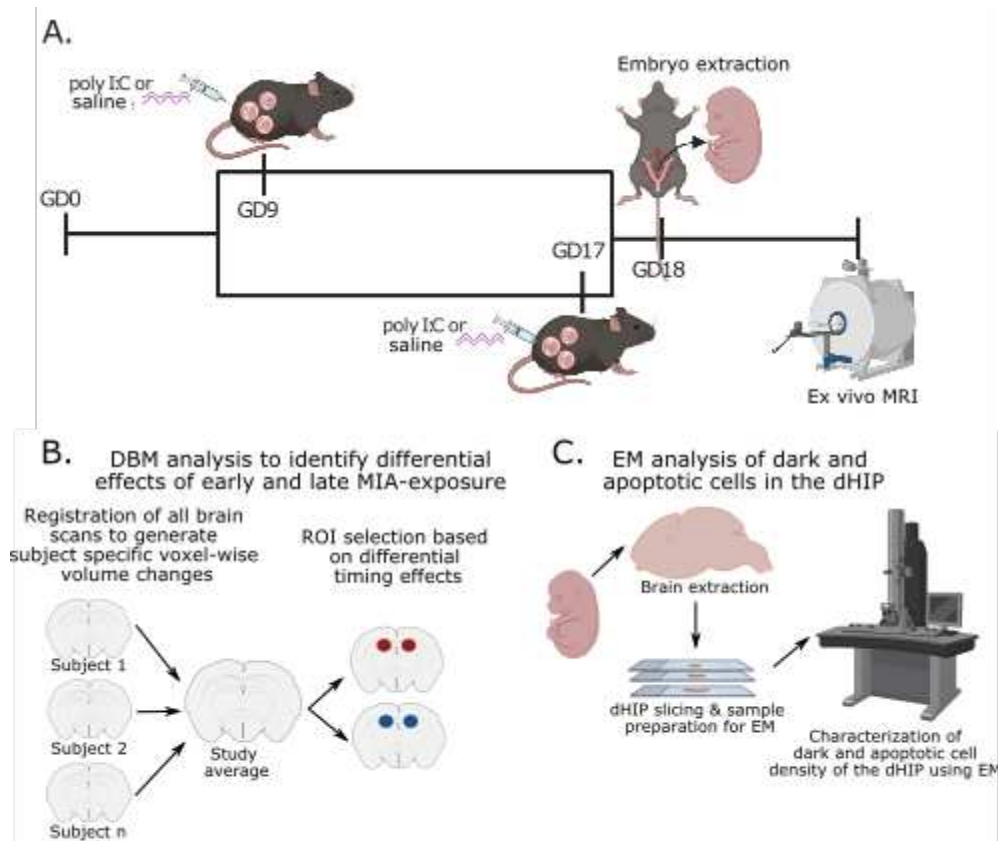 A.
poly I:C or
saline
Embryo extraction
GD0
GD9
GD17
GD18
poly I:C or
saline
Ex vivo MRI
B.
DBM analysis to identify differential
effects of early and late MIA-exposure
Registration of all brain
scans to generate
subject specific voxel-wise
volume changes
ROI selection based
on differential
timing effects
Subject 1
Subject 2
Subject n
Study
average
C.
EM analysis of dark and
apoptotic cells in the dHIP
Brain extraction
dHIP slicing & sample
preparation for EM
Characterization of
dark and apoptotic cell
density of the dHIP using EM